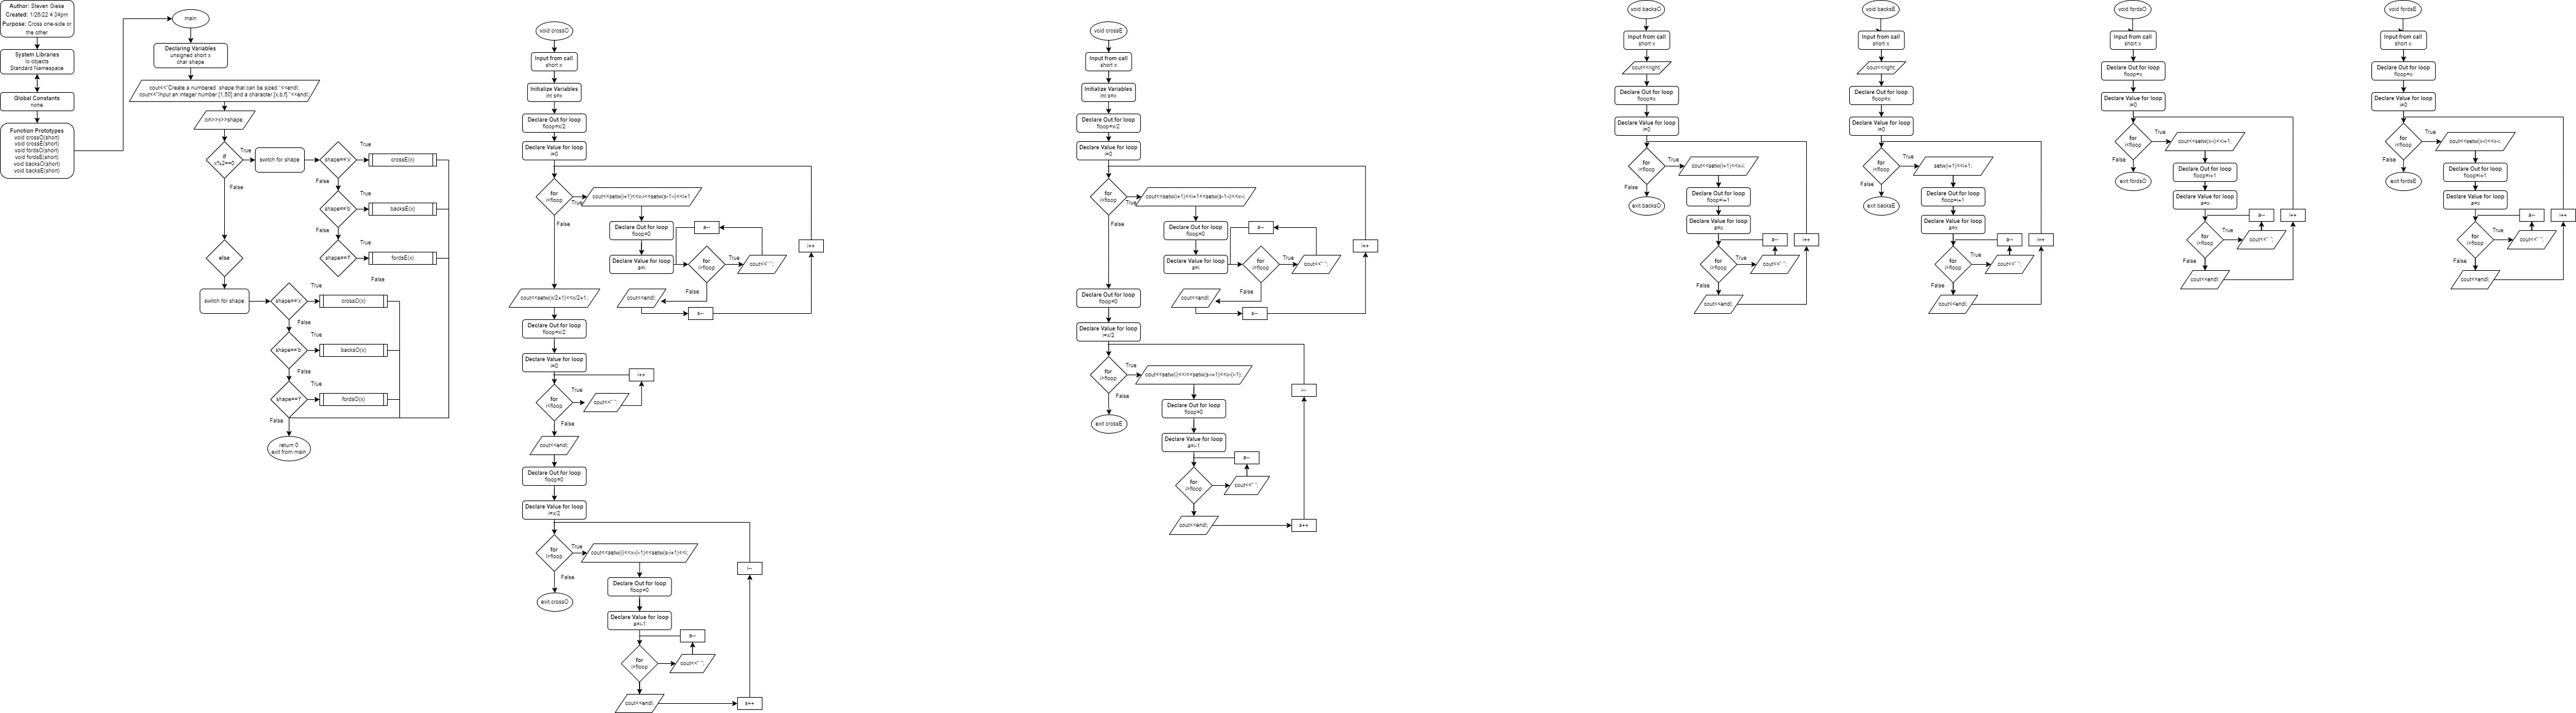 Author: Steven Giese
Created: 1/26/22 4:34pm
Purpose: Cross one-side or
the other
System Libraries
Io objects
Standard Namespace
Global Constants
none
Function Prototypes
void crossO(short)
void crossE(short)
void fordsO(short)
void fordsE(short)
void backsO(short)
void backsE(short)
main
Declaring Variables
unsigned short x
char shape
cout<<"Create a numbered shape that can be sized."<<endl;
cout<<"Input an integer number [1,50] and a character [x,b,f]."<<endl;
cin>>x>>shape;
if
x%2==0
True
False
switch for shape
shape=='x'
True
crossE(x)
False
shape=='b'
True
backsE(x)
False
shape=='f'
True
fordsE(x)
False
else
switch for shape
shape=='x'
True
crossO(x)
False
shape=='b'
True
backsO(x)
False
shape=='f'
True
fordsO(x)
False
return 0
exit from main
void crossO
Input from call
short x
Initialize Variables
int s=x
Declare Out for loop
floop=x/2
Declare Value for loop
i=0
for
i<floop
True
False
cout<<setw(i+1)<<x-i<<setw(s-1-i)<<i+1
Declare Out for loop
floop=0
Declare Value for loop
a=i
a--
for
i>floop
True
cout<<" ";
False
cout<<endl;
s--
i++
cout<<setw(x/2+1)<<x/2+1;
Declare Out for loop
floop=x/2
Declare Value for loop
i=0
i++
for
i<floop
True
cout<<" ";
False
cout<<endl;
Declare Out for loop
floop=0
Declare Value for loop
i=x/2
for
i>floop
True
False
cout<<setw(i)<<x-(i-1)<<setw(s-i+1)<<i;
exit crossO
Declare Out for loop
floop=0
Declare Value for loop
a=i-1
a--
for
i>floop
cout<<" ";
cout<<endl;
s++
i--
void crossE
Input from call
short x
Initialize Variables
int s=x
Declare Out for loop
floop=x/2
Declare Value for loop
i=0
for
i<floop
True
False
cout<<setw(i+1)<<i+1<<setw(s-1-i)<<x-i;
Declare Out for loop
floop=0
Declare Value for loop
a=i
a--
for
i>floop
True
cout<<" ";
False
cout<<endl;
s--
i++
Declare Out for loop
floop=0
Declare Value for loop
i=x/2
for
i>floop
True
False
cout<<setw(i)<<i<<setw(s-i+1)<<x-(i-1);
exit crossE
Declare Out for loop
floop=0
Declare Value for loop
a=i-1
a--
for
i>floop
cout<<" ";
cout<<endl;
s++
i--
void backsO
Input from call
short x
cout<<right;
Declare Out for loop
floop=x
Declare Value for loop
i=0
for
i<floop
True
False
cout<<setw(i+1)<<x-i;
exit backsO
Declare Out for loop
floop=i+1
Declare Value for loop
a=x
a--
i++
for
i>floop
True
cout<<" ";
False
cout<<endl;
void backsE
Input from call
short x
cout<<right;
Declare Out for loop
floop=x
Declare Value for loop
i=0
for
i<floop
True
False
setw(i+1)<<i+1;
exit backsE
Declare Out for loop
floop=i+1
Declare Value for loop
a=x
a--
i++
for
i>floop
True
cout<<" ";
False
cout<<endl;
void fordsO
Input from call
short x
Declare Out for loop
floop=x
Declare Value for loop
i=0
for
i<floop
True
False
cout<<setw(x-i)<<i+1;
exit fordsO
Declare Out for loop
floop=i+1
Declare Value for loop
a=x
a--
i++
for
i>floop
True
cout<<" ";
False
cout<<endl;
void fordsE
Input from call
short x
Declare Out for loop
floop=x
Declare Value for loop
i=0
for
i<floop
True
False
cout<<setw(x-i)<<x-i;
exit fordsE
Declare Out for loop
floop=i+1
Declare Value for loop
a=x
a--
i++
for
i>floop
True
cout<<" ";
False
cout<<endl;